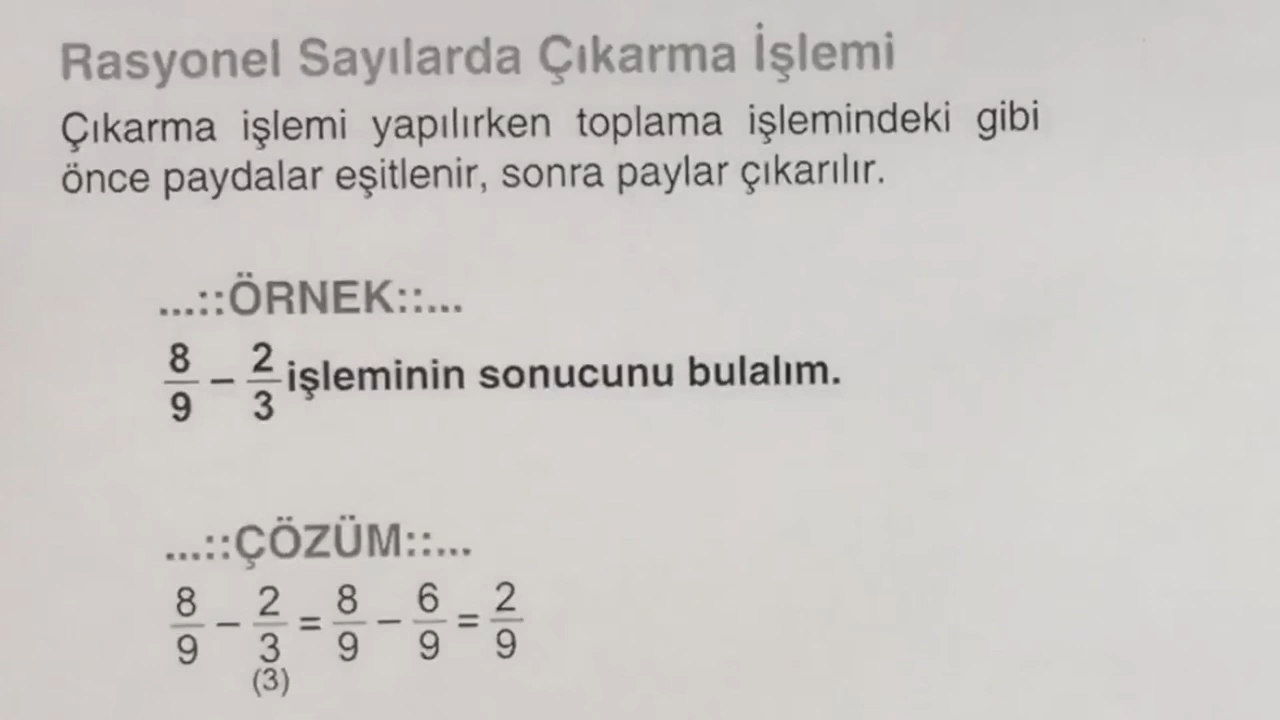 Rasyonel Sayılarda Çıkarma İşlemi
Çıkarma işlemi yapılırken toplama işlemindeki gibi
önce paydalar eşitlenir, sonra paylar çıkarılır.
...::ÖRNEK::...
8/9 - 2/3 işleminin sonucunu bulalım.
...::ÇÖZÜM::...
8/9 - 2/3 = 8/9 - 6/9 = 2/9
(3)